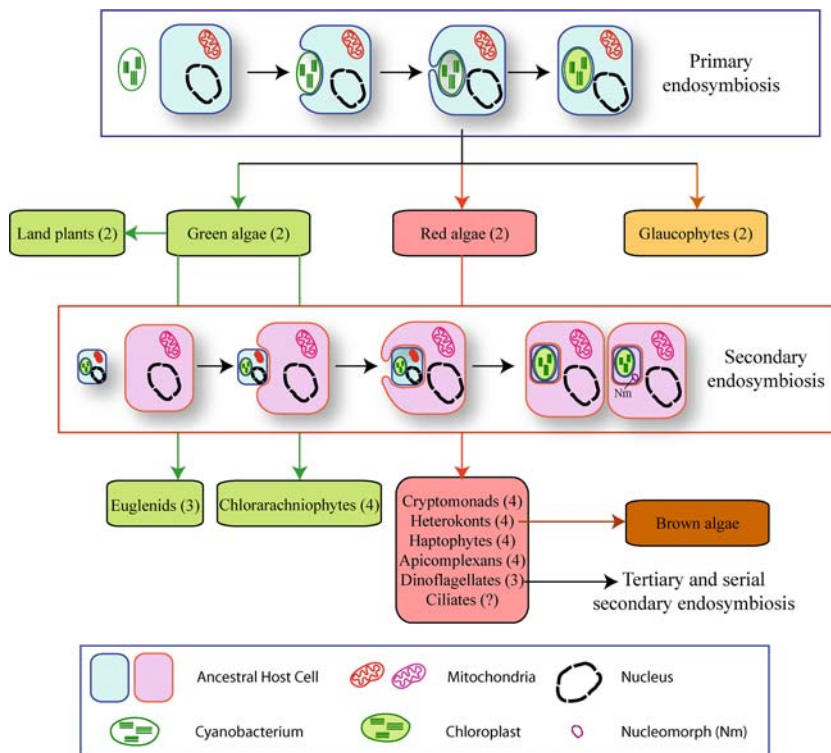 Primary
endosymbiosis
Land plants (2)
Green algae (2)
Red algae (2)
Glaucophytes (2)
Secondary
endosymbiosis
Nm
Euglenids (3)
Chlorarachniophytes (4)
Cryptomonads (4)
Heterokonts (4)
Haptophytes (4)
Apicomplexans (4)
Dinoflagellates (3)
Ciliates (?)
Brown algae
Tertiary and serial
secondary endosymbiosis
Ancestral Host Cell
Mitochondria
Nucleus
Cyanobacterium
Chloroplast
Nucleomorph (Nm)